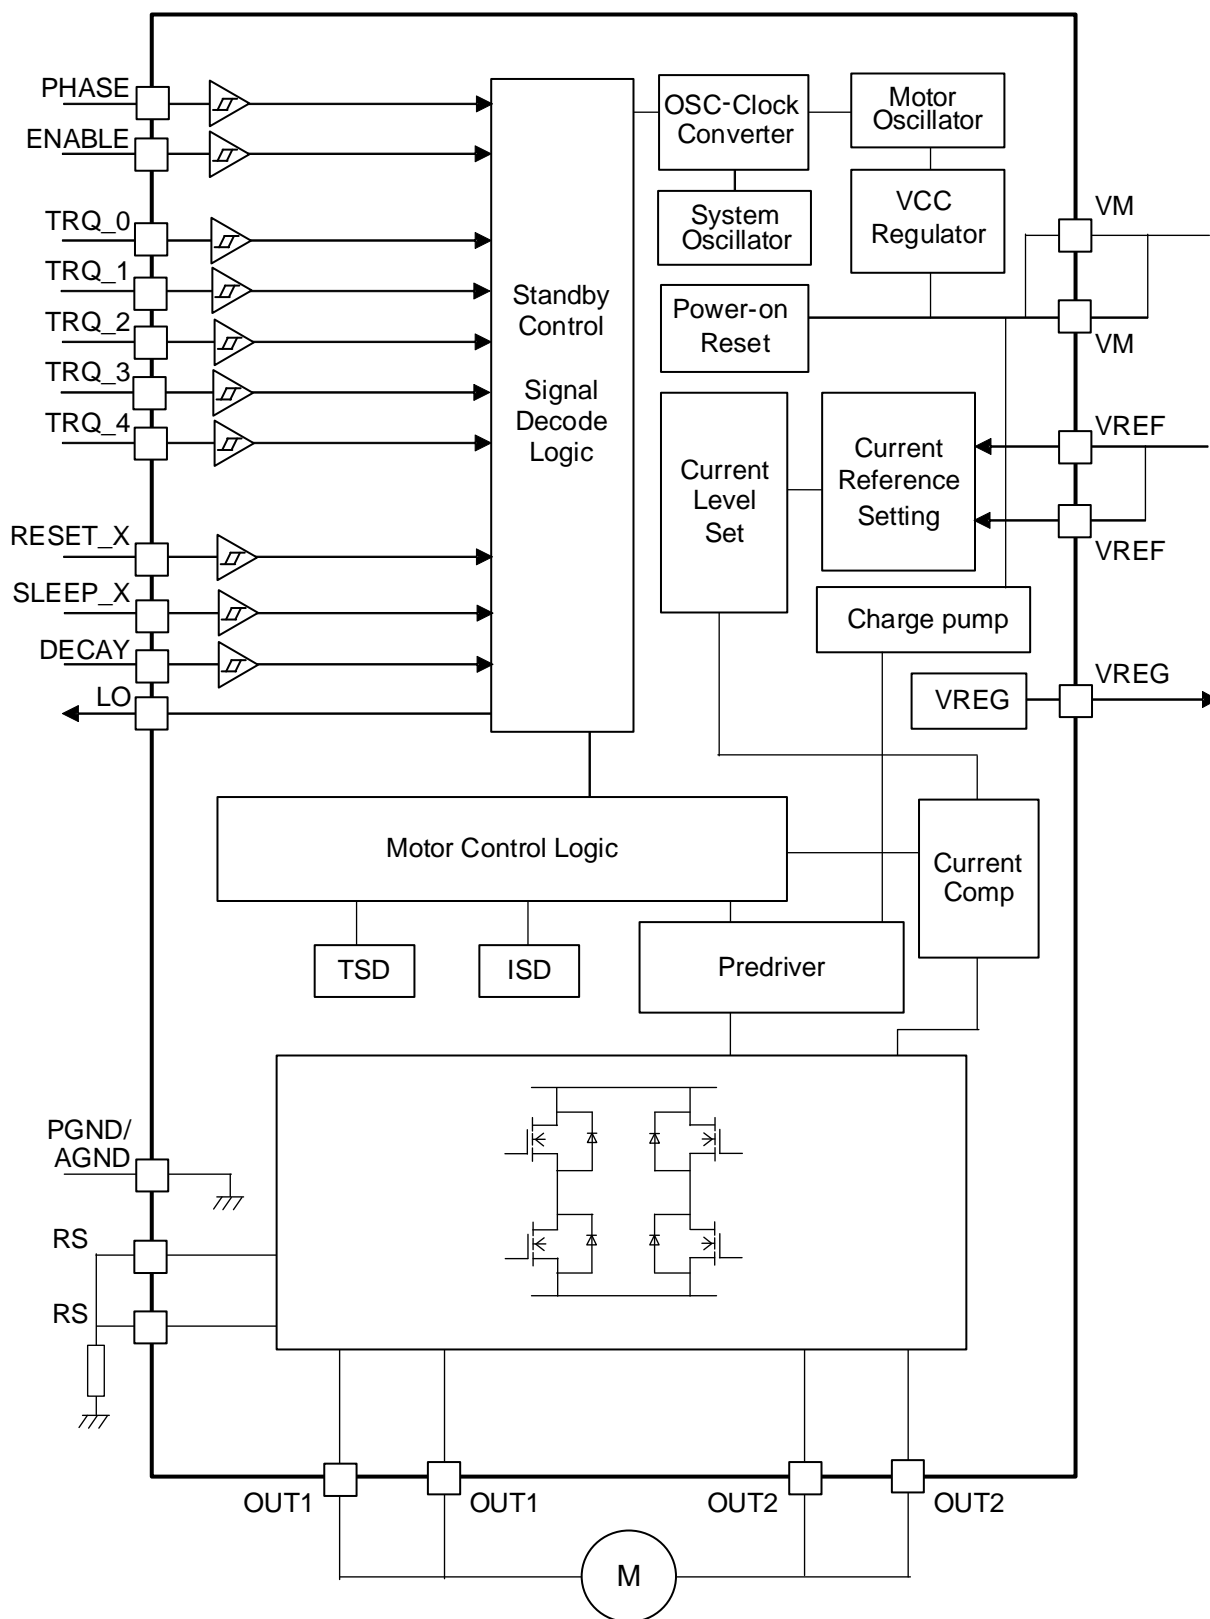 PHASE
ENABLE
TRQ_0
TRQ_1
TRQ_2
TRQ_3
TRQ_4
RESET_X
SLEEP_X
DECAY
LO
Standby
Control
Signal
Decode
Logic
OSC-Clock
Converter
Motor
Oscillator
System
Oscillator
VCC
Regulator
Power-on
Reset
VM
VM
Current
Level
Set
Current
Reference
Setting
VREF
VREF
Charge pump
VREG
VREG
Motor Control Logic
Current
Comp
TSD
ISD
Predriver
PGND/
AGND
RS
RS
OUT1
OUT1
OUT2
OUT2
M